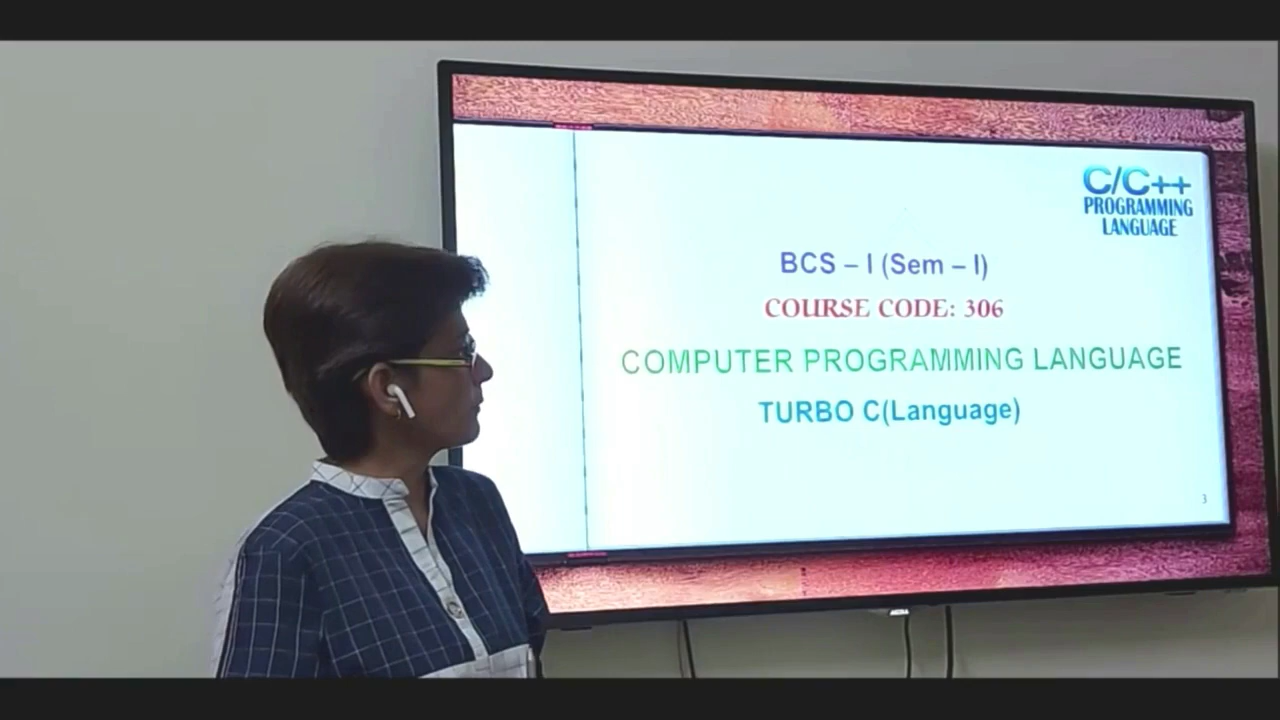 C/C++
PROGRAMMING
LANGUAGE
BCS – I (Sem – I)
COURSE CODE: 306
COMPUTER PROGRAMMING LANGUAGE
TURBO C(Language)
3